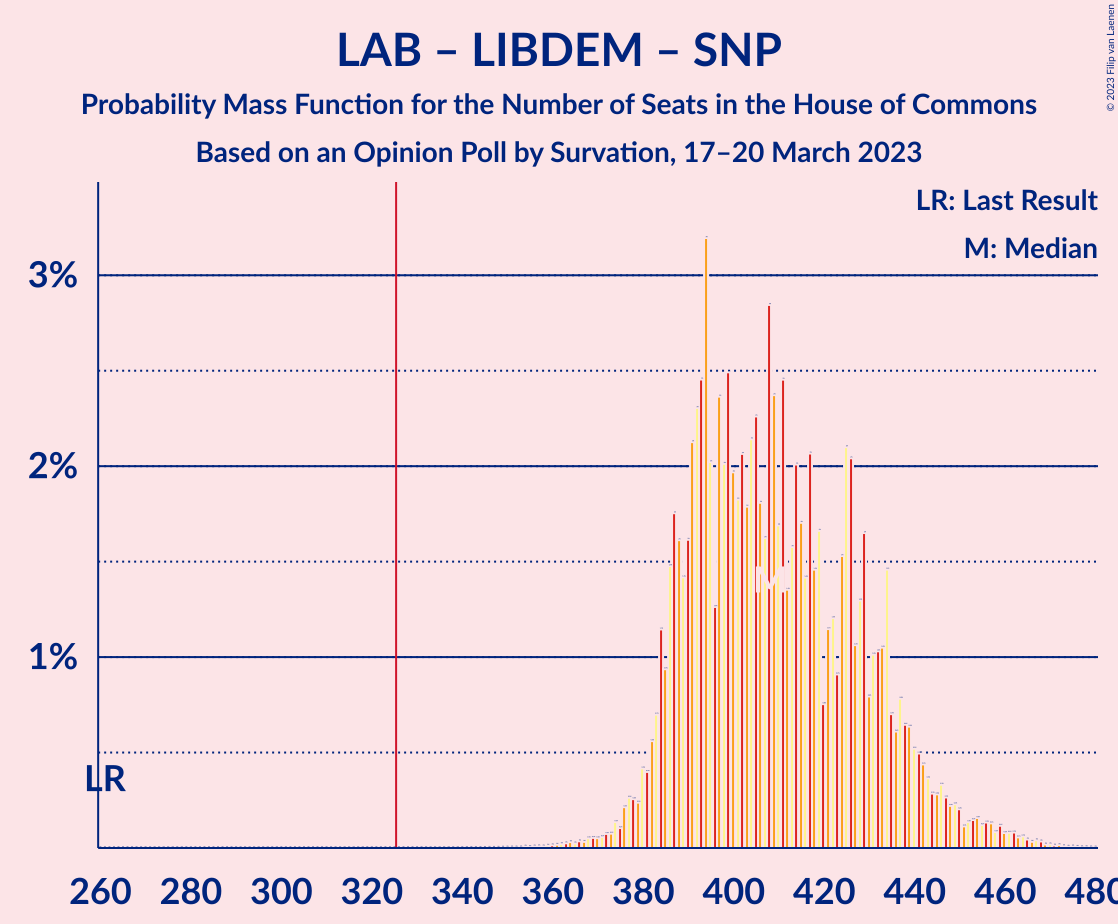 LAB – LIBDEM – SNP
Probability Mass Function for the Number of Seats in the House of Commons
Based on an Opinion Poll by Survation, 17–20 March 2023
© 2023 Filip van Laenen
LR: Last Result
M: Median
3%
2%
1%
M
LR
260 280 300 320 340 360 380 400 420 440 460 480